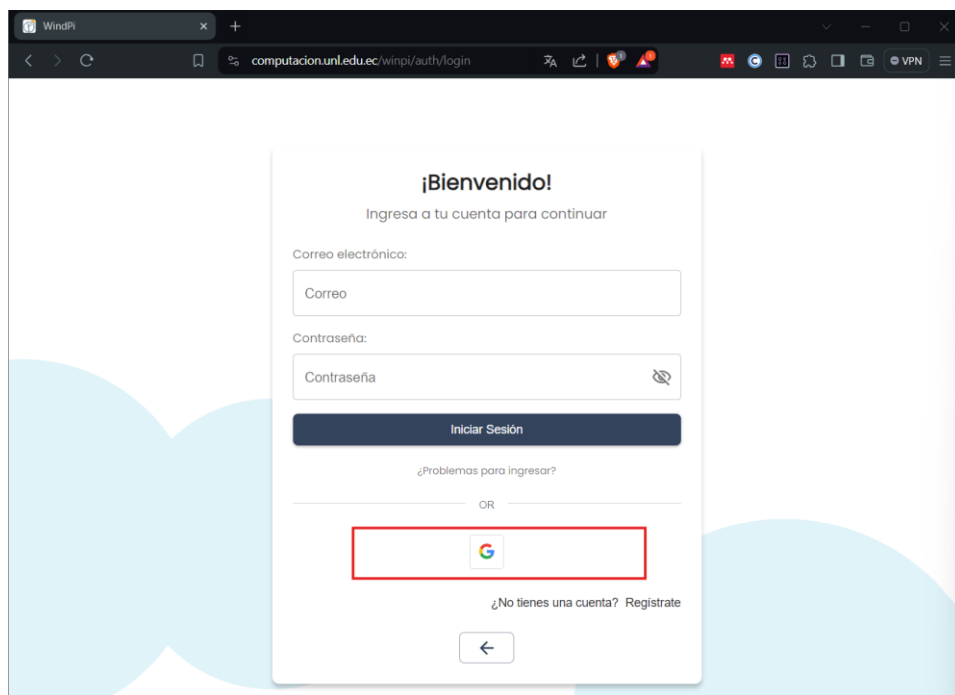 WindPi
computacion.unl.edu.ec/winpi/auth/login
VPN
¡Bienvenido!
Ingresa a tu cuenta para continuar
Correo electrónico:
Correo
Contraseña:
Contraseña
Iniciar Sesión
¿Problemas para ingresar?
OR
¿No tienes una cuenta? Regístrate